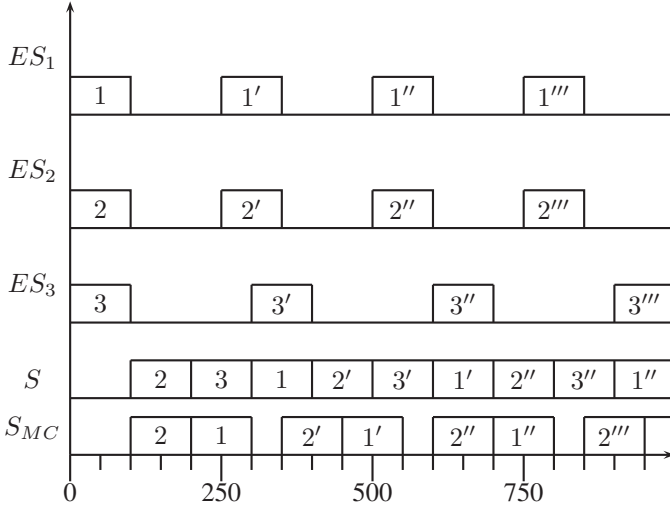 ES₁ 1 1′ 1″ 1‴
ES₂ 2 2′ 2″ 2‴
ES₃ 3 3′ 3″ 3‴
S 2 3 1 2′ 3′ 1′ 2″ 3″ 1″
S_MC 2 1 2′ 1′ 2″ 1″ 2‴
0 250 500 750